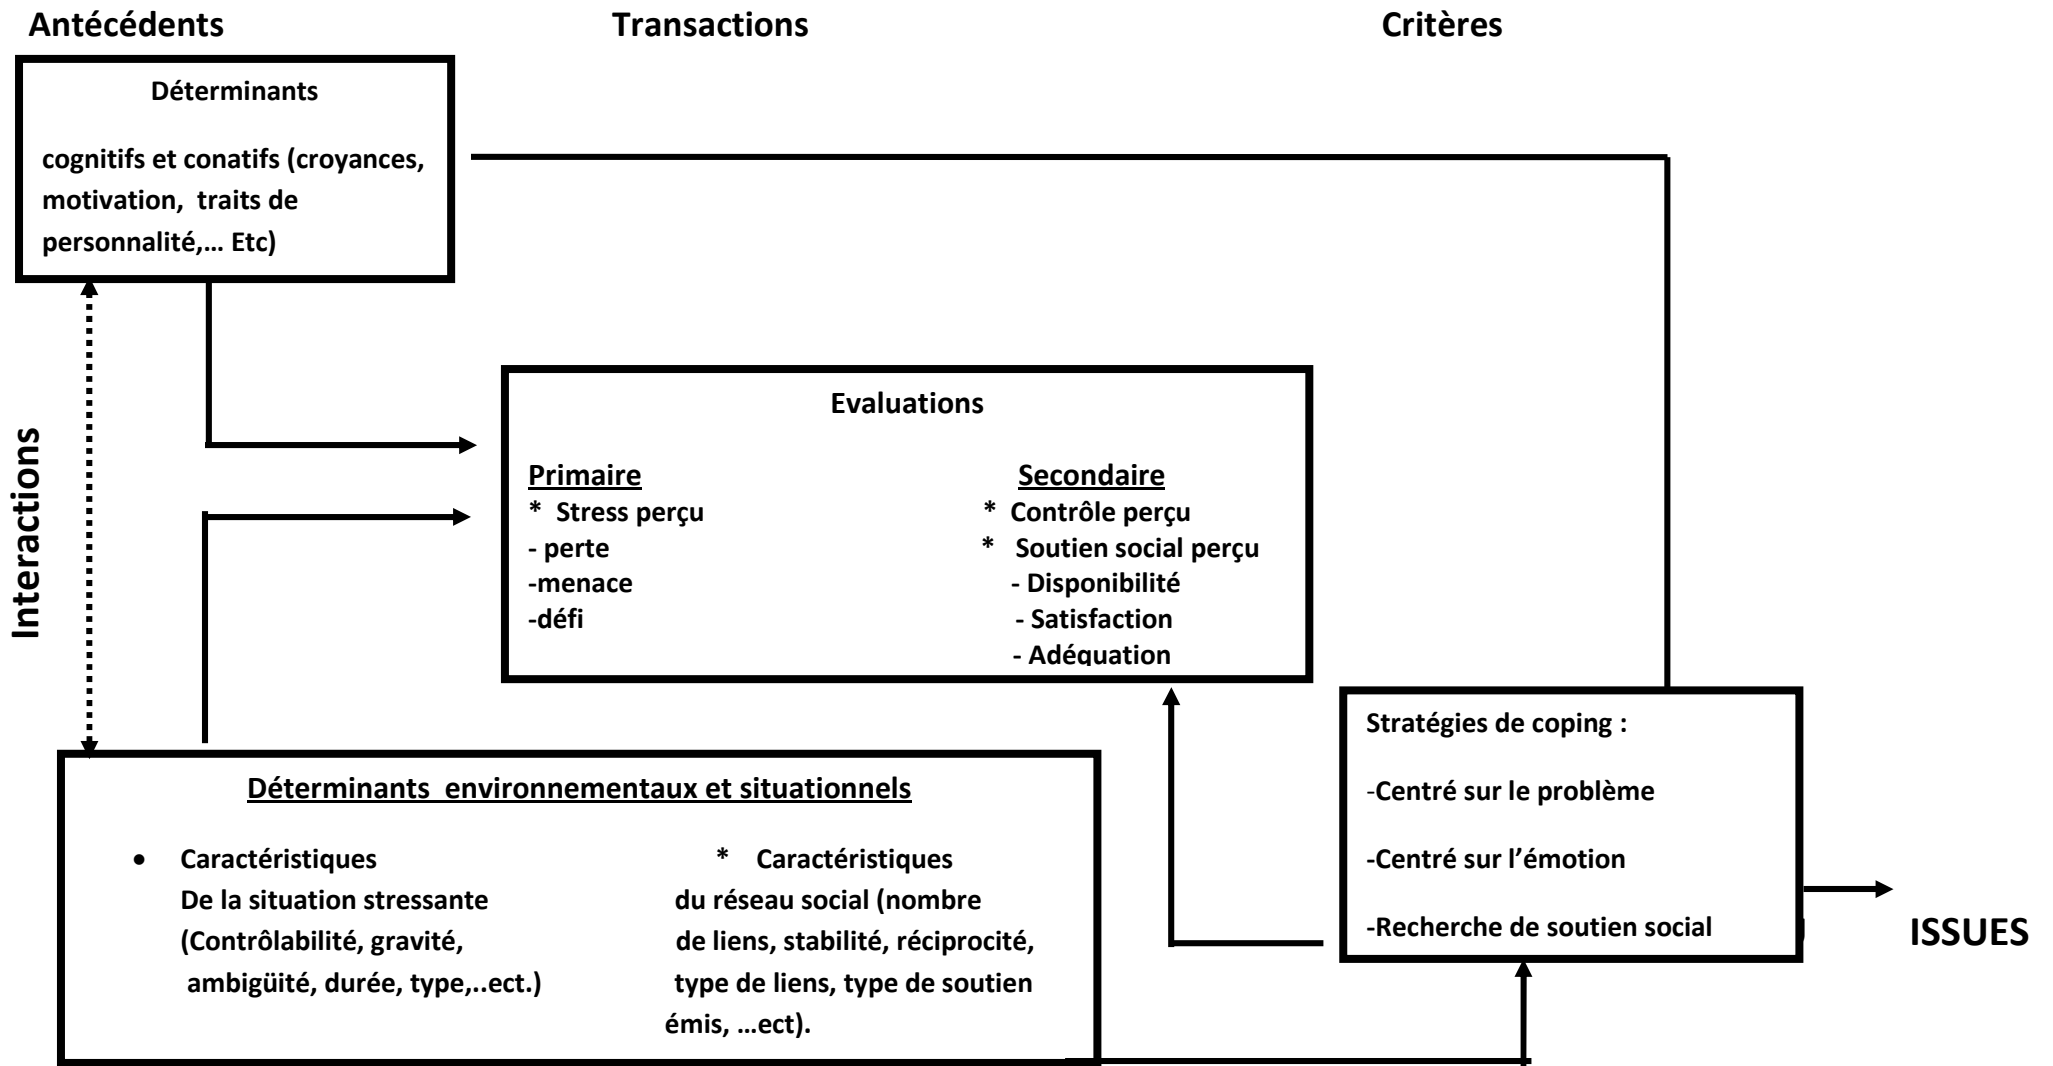 Antécédents Transactions Critères
Déterminants
cognitifs et conatifs (croyances,
motivation, traits de
personnalité,... Etc)
Interactions
Evaluations
Primaire
* Stress perçu
- perte
-menace
-défi
Secondaire
* Contrôle perçu
* Soutien social perçu
- Disponibilité
- Satisfaction
- Adéquation
Stratégies de coping :
-Centré sur le problème
-Centré sur l'émotion
-Recherche de soutien social
ISSUES
Déterminants environnementaux et situationnels
• Caractéristiques
De la situation stressante
(Contrôlabilité, gravité,
ambigüité, durée, type,..ect.)
* Caractéristiques
du réseau social (nombre
de liens, stabilité, réciprocité,
type de liens, type de soutien
émis, ...ect).